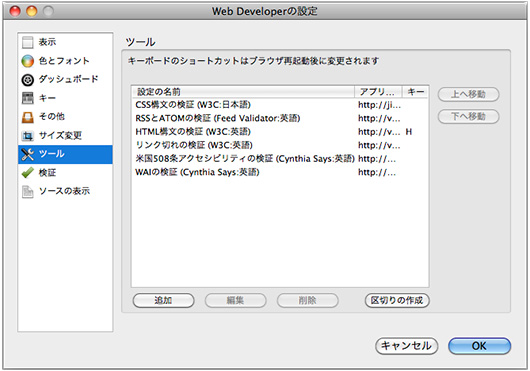 Web Developerの設定
表示
色とフォント
ダッシュボード
キー
その他
サイズ変更
ツール
検証
ソースの表示
ツール
キーボードのショートカットはブラウザ再起動後に変更されます
設定の名前 アプリ... キー
CSS構文の検証 (W3C:日本語) http://ji...
RSSとATOMの検証 (Feed Validator:英語) http://v...
HTML構文の検証 (W3C:英語) http://v... H
リンク切れの検証 (W3C:英語) http://v...
米国508条アクセシビリティの検証 (Cynthia Says:英語) http://...
WAIの検証 (Cynthia Says:英語) http://...
上へ移動
下へ移動
追加 編集 削除 区切りの作成
キャンセル OK